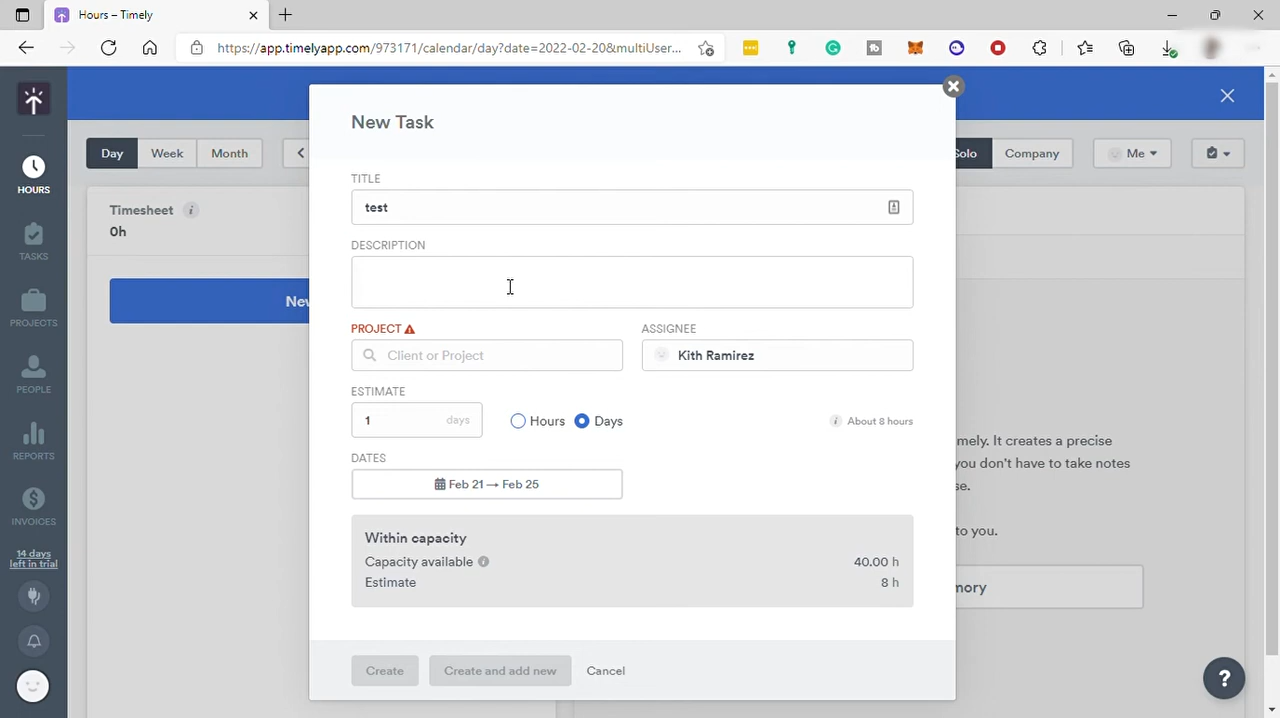 Hours – Timely
https://app.timelyapp.com/973171/calendar/day?date=2022-02-20&multiUser...
New Task
Day Week Month
Solo Company Me
HOURS
TITLE
test
Timesheet
0h
DESCRIPTION
TASKS
New
PROJECTS
PROJECT
ASSIGNEE
Client or Project
Kith Ramirez
PEOPLE
ESTIMATE
1 days
Hours Days
About 8 hours
mely. It creates a precise
REPORTS
DATES
you don't have to take notes
Feb 21 → Feb 25
se.
INVOICES
Within capacity
to you.
14 days
left in trial
Capacity available 40.00 h
Estimate 8 h
mory
Create Create and add new Cancel
?